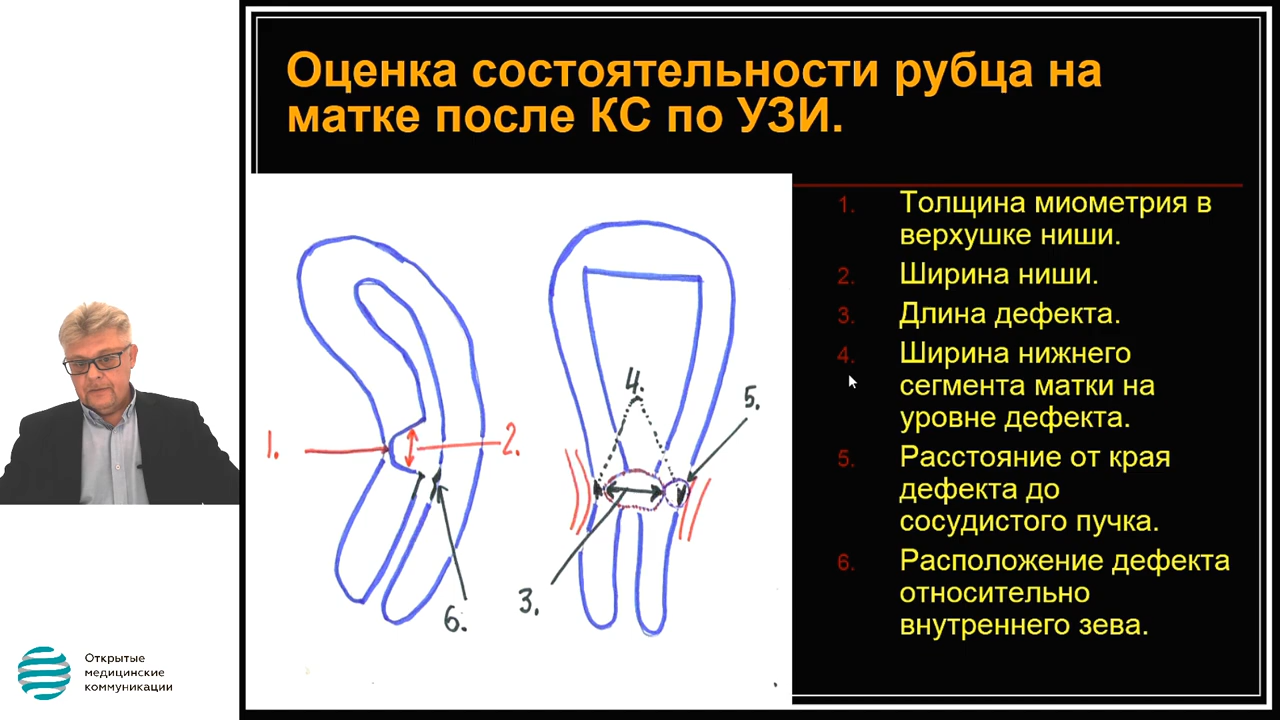 Оценка состоятельности рубца на
матке после КС по УЗИ.
1.
2.
3.
4.
5.
6.
1. Толщина миометрия в
верхушке ниши.
2. Ширина ниши.
3. Длина дефекта.
4. Ширина нижнего
сегмента матки на
уровне дефекта.
5. Расстояние от края
дефекта до
сосудистого пучка.
6. Расположение дефекта
относительно
внутреннего зева.
Открытые
медицинские
коммуникации